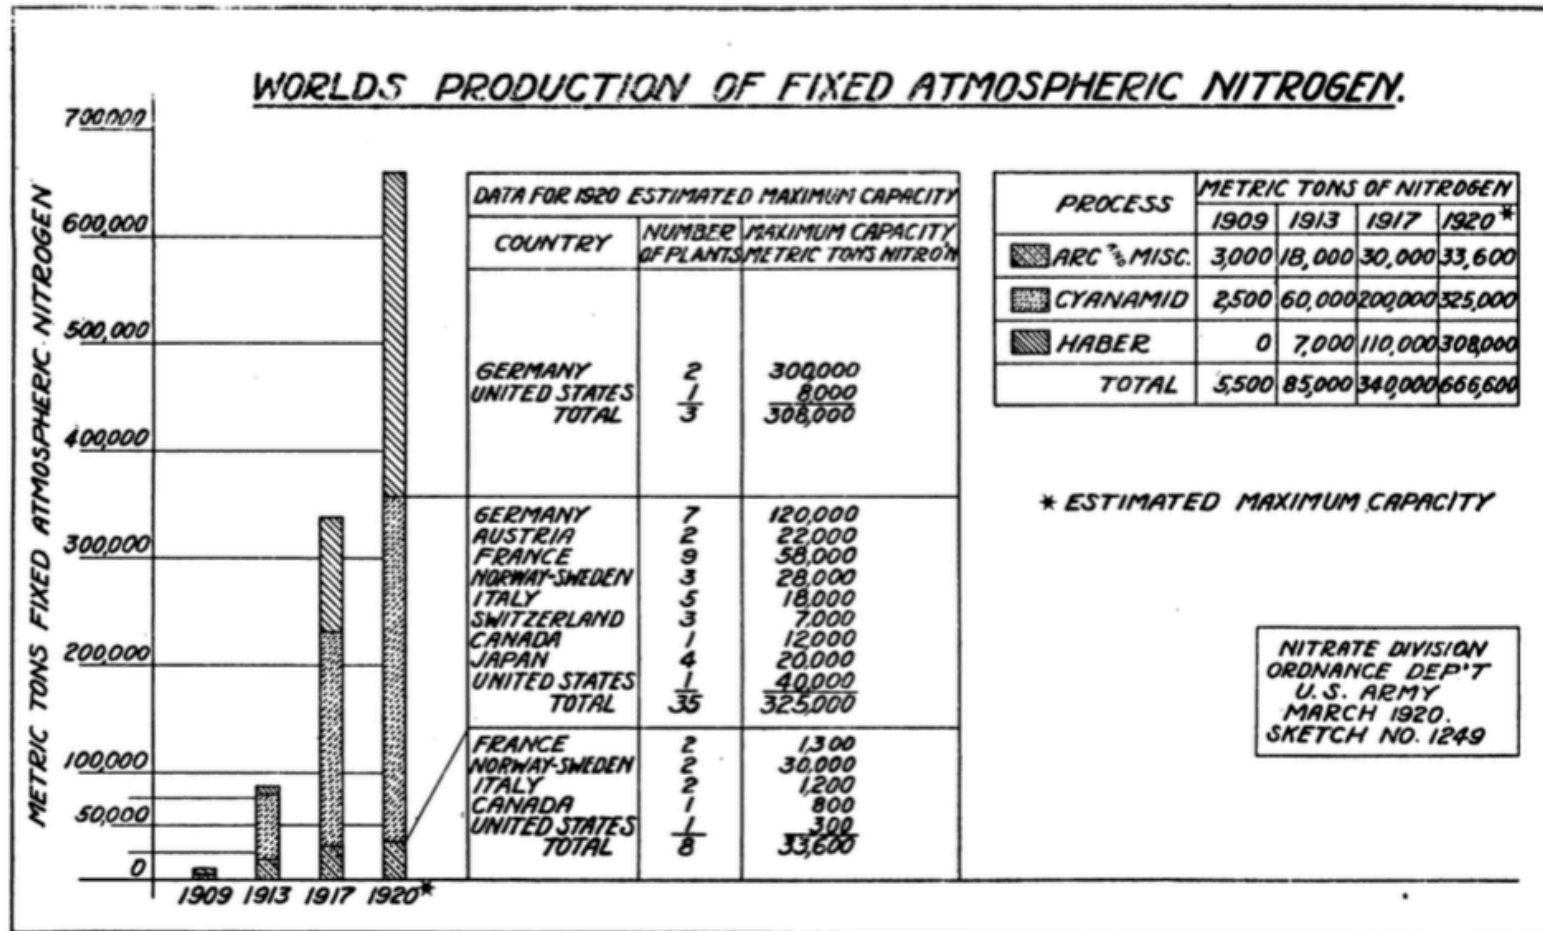 WORLDS PRODUCTION OF FIXED ATMOSPHERIC NITROGEN.
METRIC TONS FIXED ATMOSPHERIC NITROGEN
700,000
600,000
500,000
400,000
300,000
200,000
100,000
50,000
0
1909 1913 1917 1920*
DATA FOR 1920 ESTIMATED MAXIMUM CAPACITY
COUNTRY NUMBER OF PLANTS MAXIMUM CAPACITY METRIC TONS NITRO'N
GERMANY 2 300,000
UNITED STATES 1 8,000
TOTAL 3 308,000
GERMANY 7 120,000
AUSTRIA 2 22,000
FRANCE 9 58,000
NORWAY-SWEDEN 3 28,000
ITALY 5 18,000
SWITZERLAND 3 7,000
CANADA 1 12,000
JAPAN 4 20,000
UNITED STATES 1 40,000
TOTAL 35 325,000
FRANCE 2 1,300
NORWAY-SWEDEN 2 30,000
ITALY 2 1,200
CANADA 1 800
UNITED STATES 1 300
TOTAL 8 33,600
PROCESS METRIC TONS OF NITROGEN
1909 1913 1917 1920*
ARC AND MISC. 3,000 18,000 30,000 33,600
CYANAMID 2,500 60,000 200,000 325,000
HABER 0 7,000 110,000 308,000
TOTAL 5,500 85,000 340,000 666,600
* ESTIMATED MAXIMUM CAPACITY
NITRATE DIVISION
ORDNANCE DEP'T
U.S. ARMY
MARCH 1920.
SKETCH NO. 1249